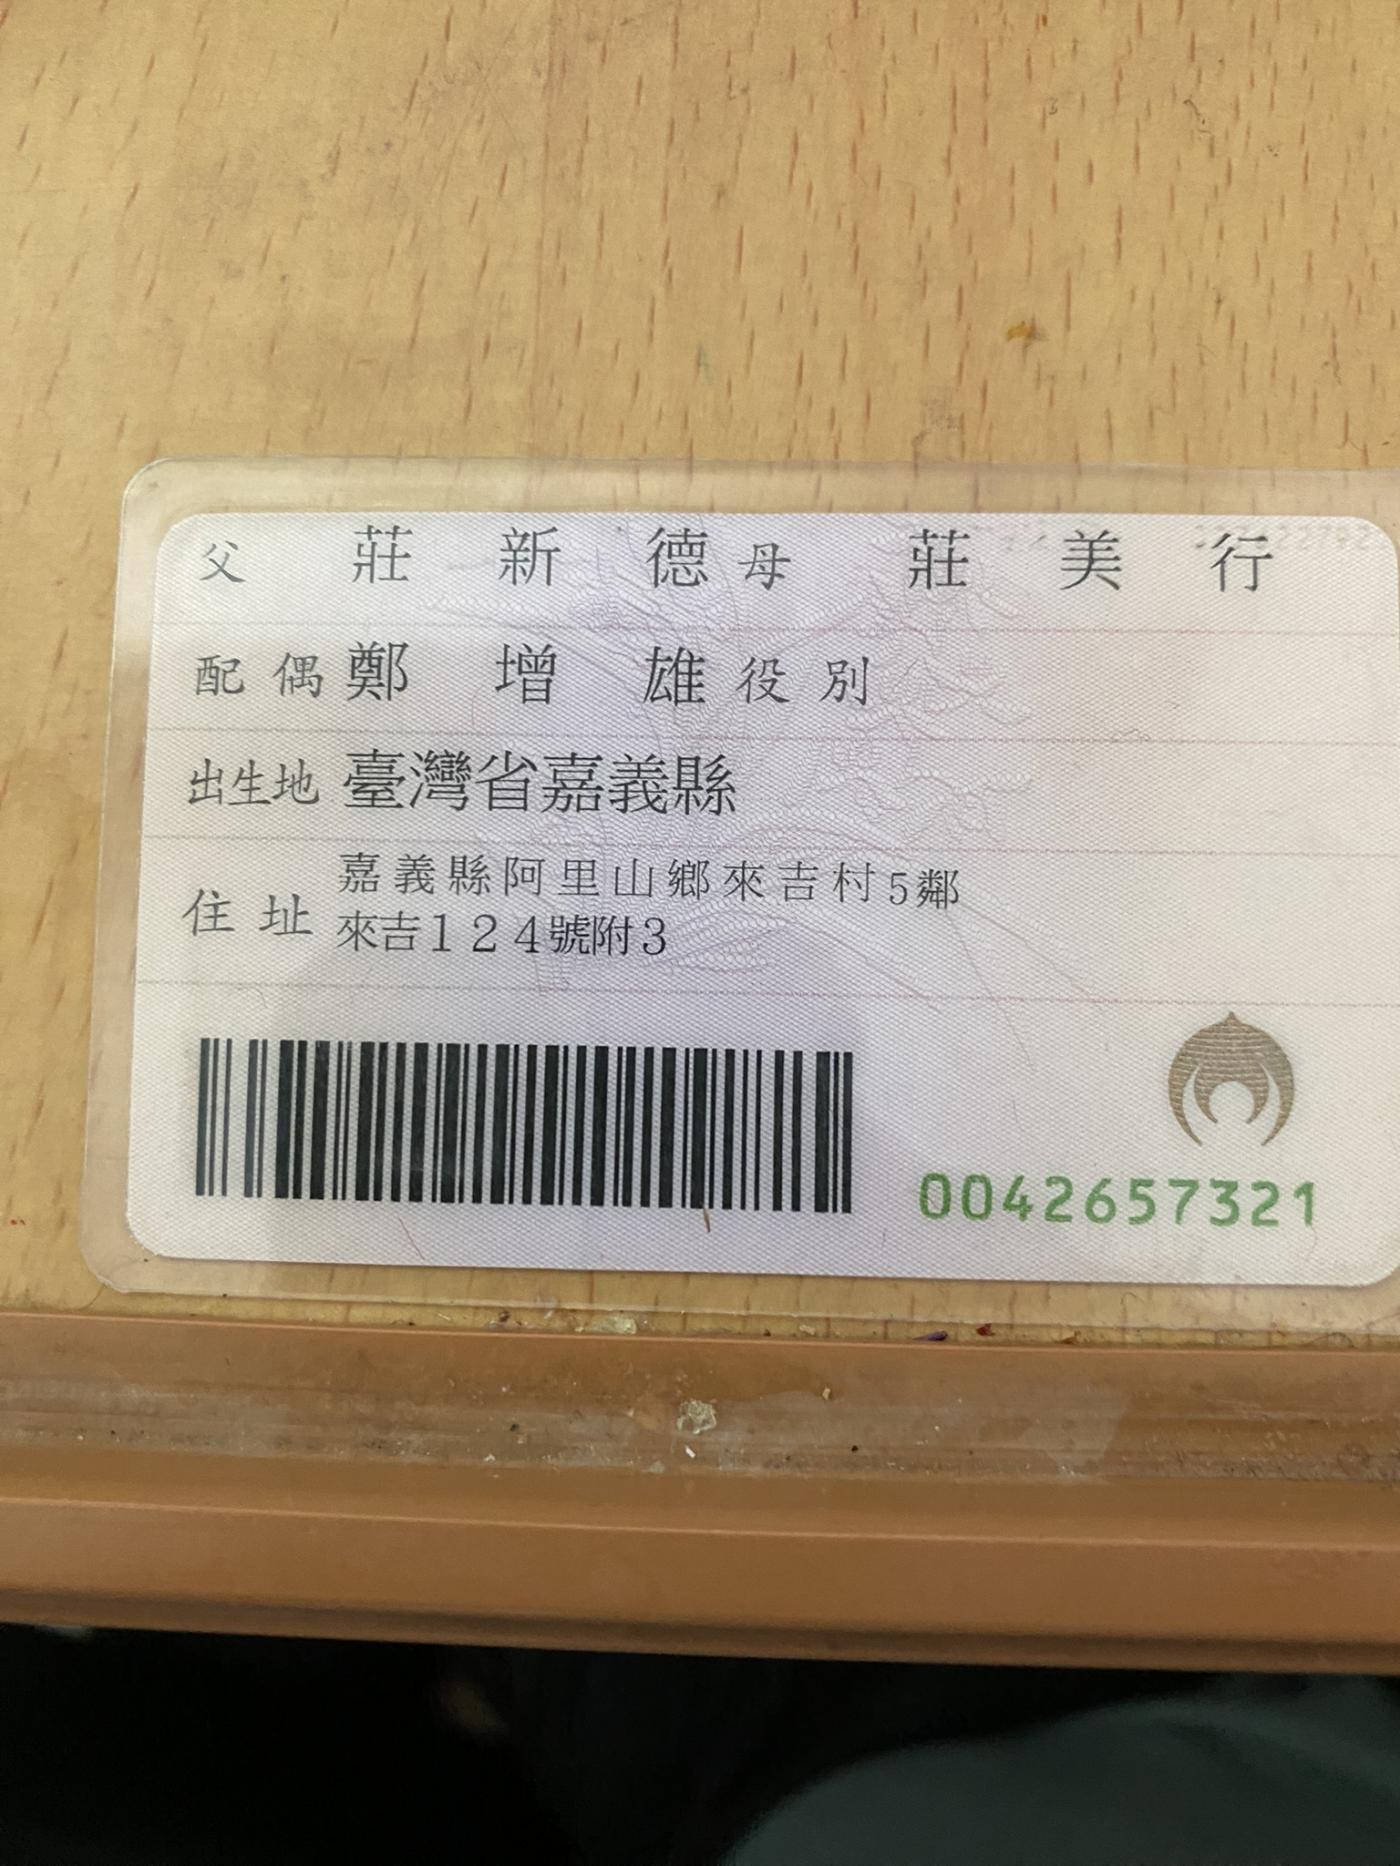 父 莊新德 母 莊美行
配偶 鄭增雄 役別
出生地 臺灣省嘉義縣
住址 嘉義縣阿里山鄉來吉村5鄰
來吉124號附3
0042657321